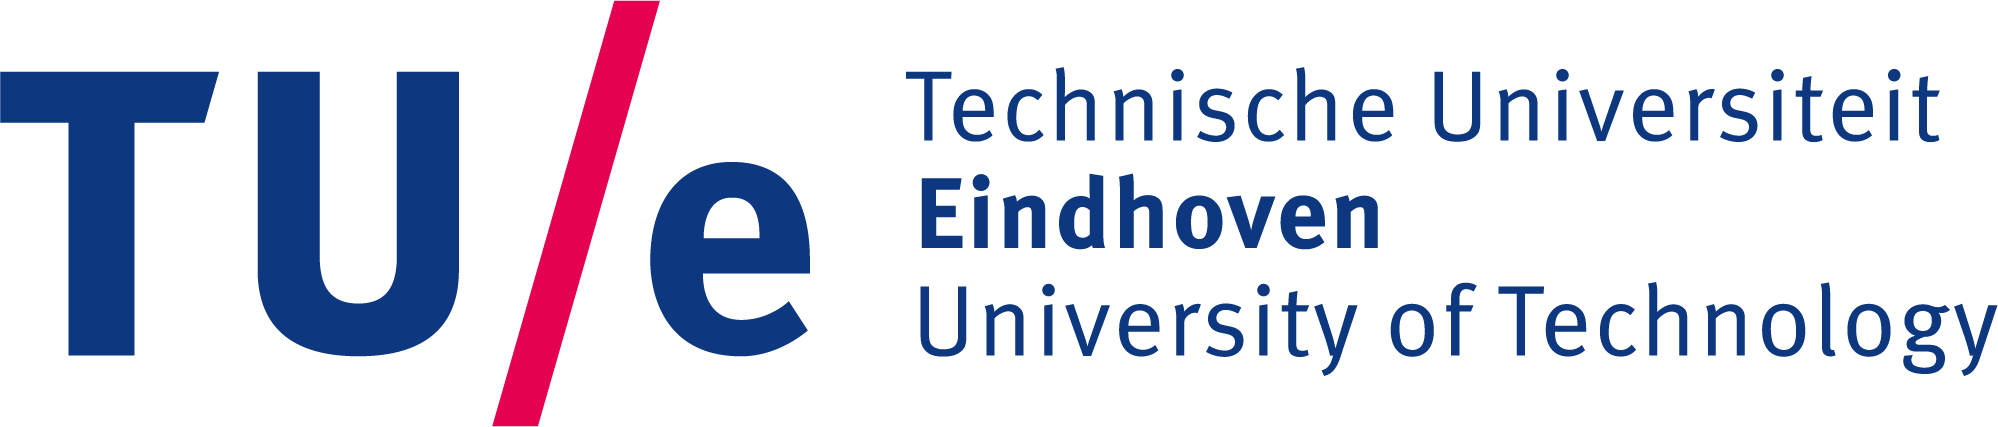 TU/e
Technische Universiteit
Eindhoven
University of Technology